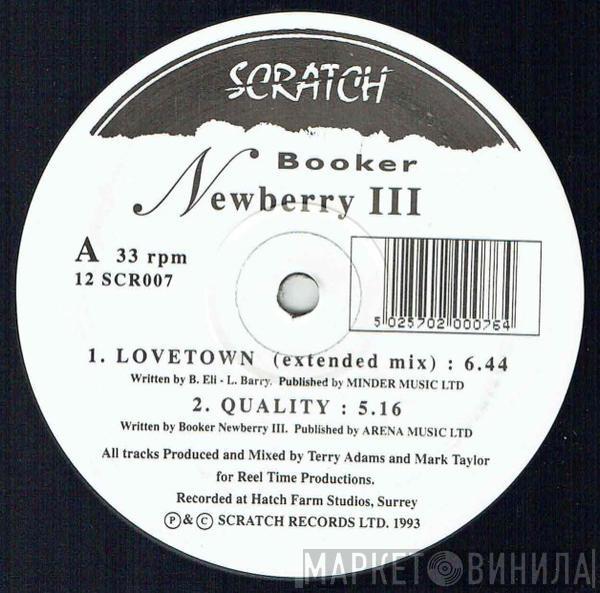 SCRATCH
Booker
Newberry III
A 33 rpm
12 SCR007
5 025702 000764
1. LOVETOWN (extended mix) : 6.44
Written by B. Eli - L. Barry. Published by MINDER MUSIC LTD
2. QUALITY : 5.16
Written by Booker Newberry III. Published by ARENA MUSIC LTD
All tracks Produced and Mixed by Terry Adams and Mark Taylor
for Reel Time Productions.
Recorded at Hatch Farm Studios, Surrey
Ⓟ & © SCRATCH RECORDS LTD. 1993
МАРКЕТ ВИНИЛА